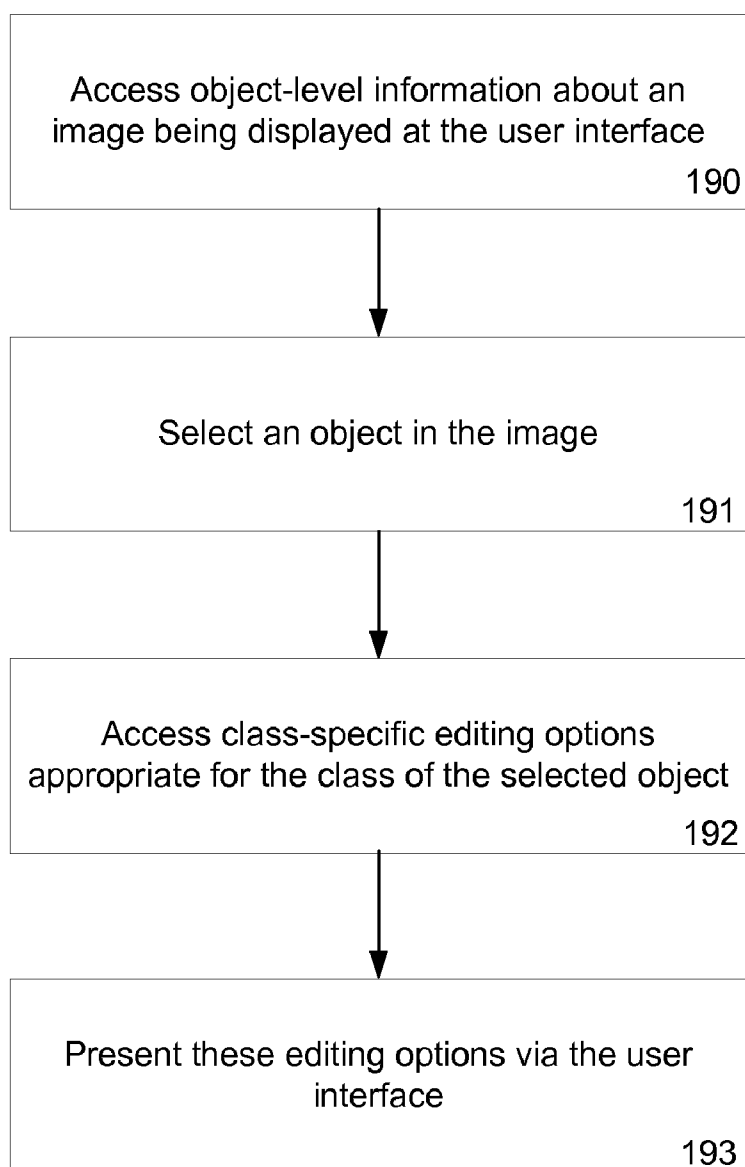 Access object-level information about an
image being displayed at the user interface
190
Select an object in the image
191
Access class-specific editing options
appropriate for the class of the selected object
192
Present these editing options via the user
interface
193